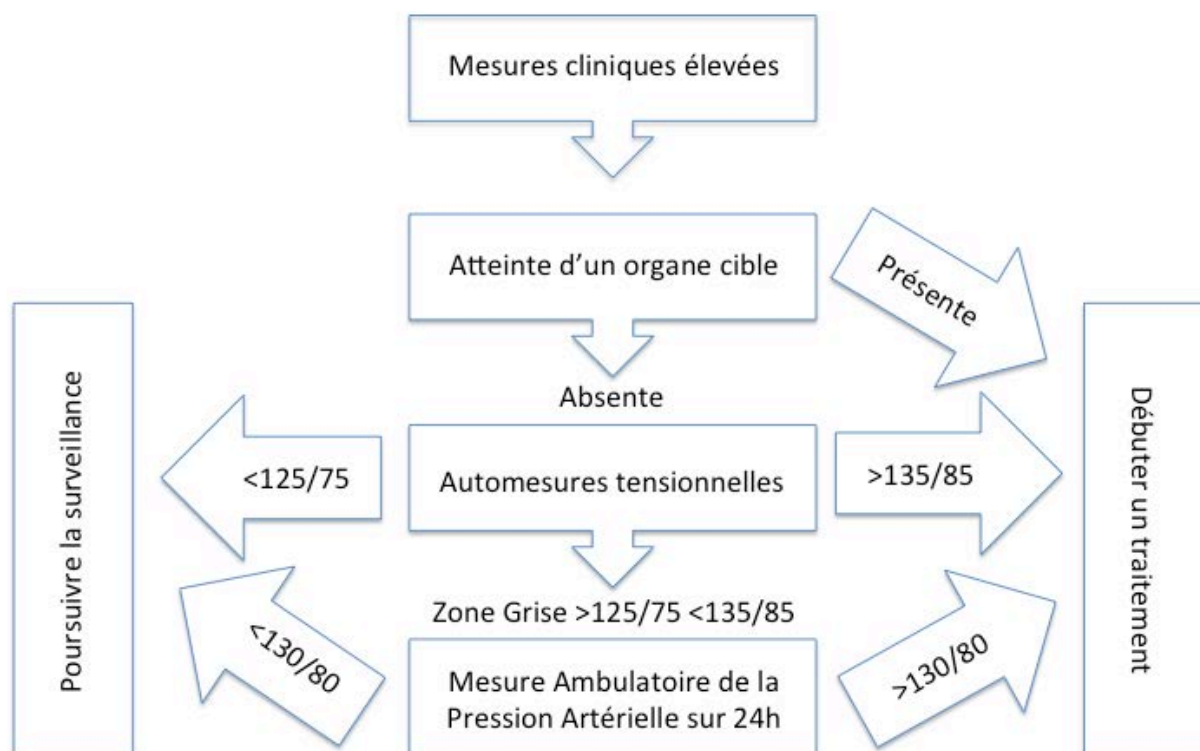 Mesures cliniques élevées
Atteinte d'un organe cible
Présente
Absente
Poursuivre la surveillance
<125/75
Automesures tensionnelles
>135/85
Débuter un traitement
Zone Grise >125/75 <135/85
<130/80
Mesure Ambulatoire de la
Pression Artérielle sur 24h
>130/80